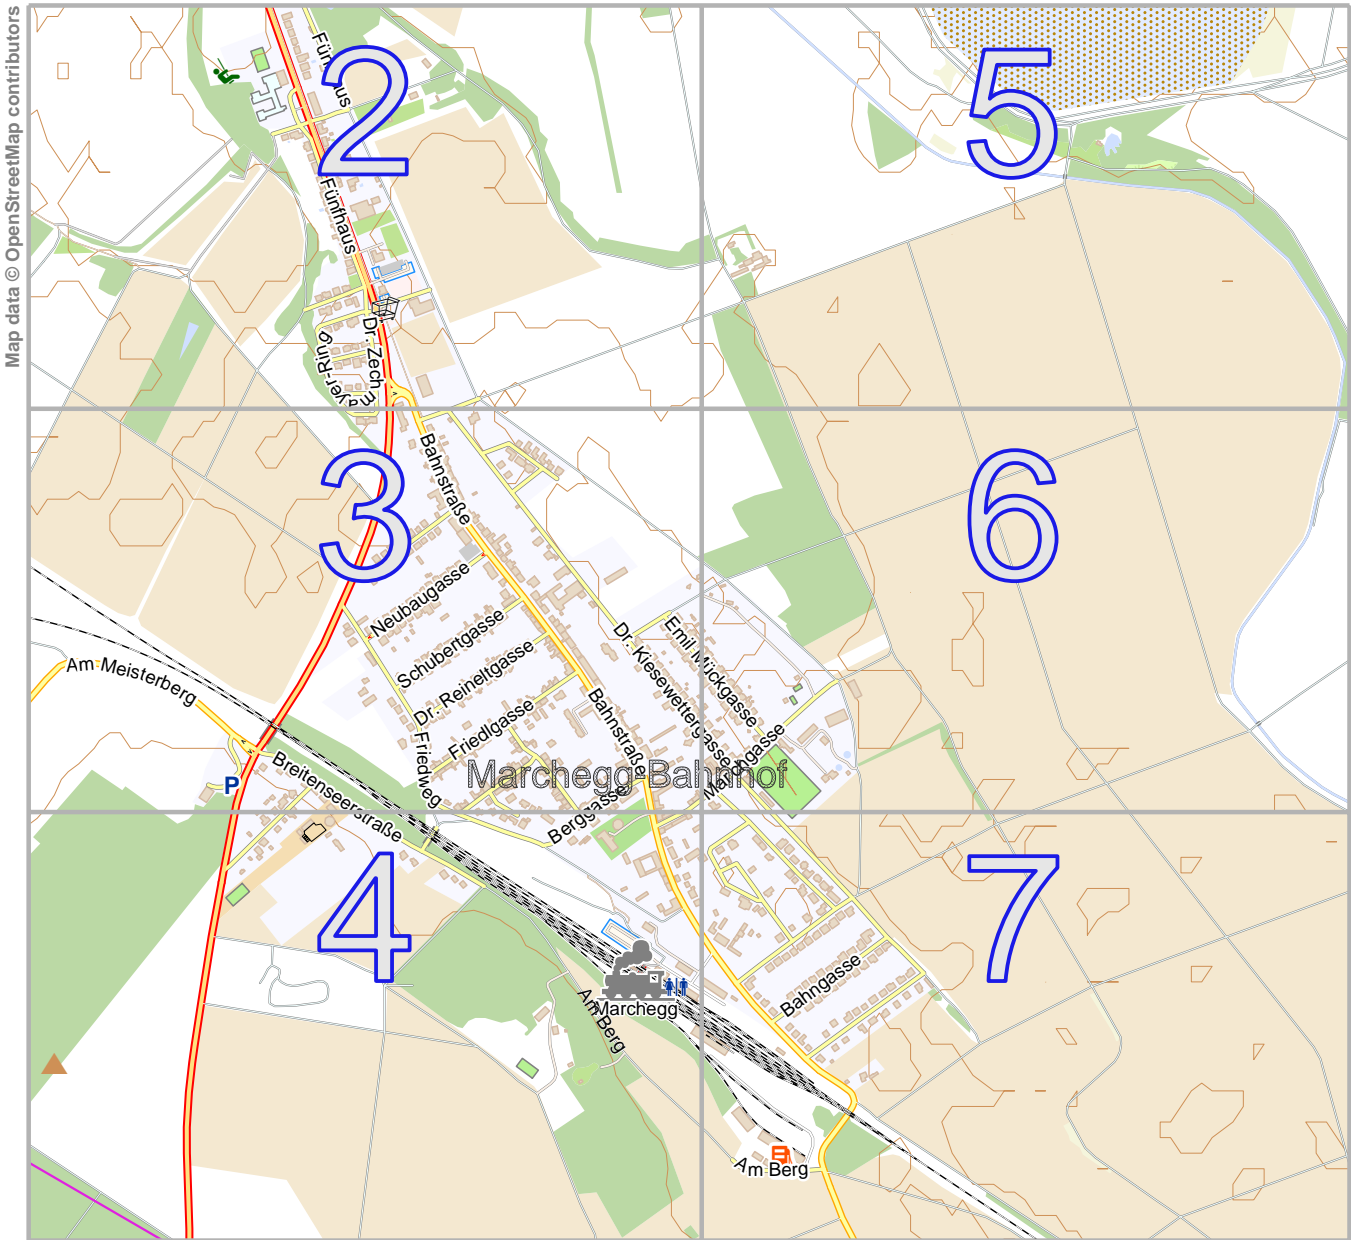 Map data © OpenStreetMap contributors
2
5
Fünfhaus
Dr. Zech
mayer-Ring
3
6
Bahnstraße
Neubaugasse
Schubertgasse
Dr. Reineltgasse
Friedlgasse
Friedweg
Dr. Kiesewettergasse
Emil Mückgasse
Bahnstraße
Marchgasse
Am Meisterberg
P
Breitenseerstraße
Marchegg Bahnhof
Berggasse
4
7
Marchegg
Am Berg
Bahngasse
Am Berg